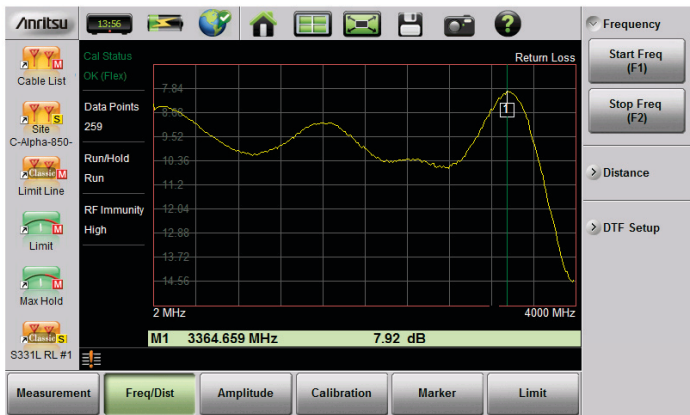 Anritsu
13:56
?
Frequency
Start Freq
(F1)
Stop Freq
(F2)
Distance
DTF Setup
M
Cable List
S
Site
C-Alpha-850-
Classic M
Limit Line
M
Limit
M
Max Hold
Classic S
S331L RL #1
Cal Status
OK (Flex)
Data Points
259
Run/Hold
Run
RF Immunity
High
Return Loss
7.84
8.68
9.52
10.36
11.2
12.04
12.88
13.72
14.56
1
2 MHz
4000 MHz
M1 3364.659 MHz 7.92 dB
Measurement
Freq/Dist
Amplitude
Calibration
Marker
Limit